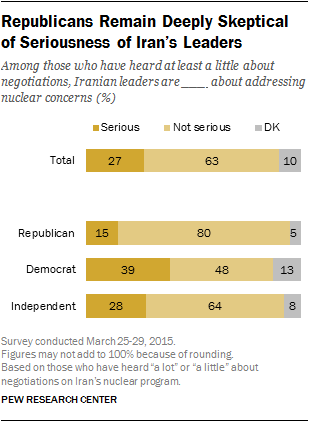 Republicans Remain Deeply Skeptical
of Seriousness of Iran's Leaders
Among those who have heard at least a little about
negotiations, Iranian leaders are ____ about addressing
nuclear concerns (%)
Serious Not serious DK
Total 27 63 10
Republican 15 80 5
Democrat 39 48 13
Independent 28 64 8
Survey conducted March 25-29, 2015.
Figures may not add to 100% because of rounding.
Based on those who have heard "a lot" or "a little" about
negotiations on Iran's nuclear program.
PEW RESEARCH CENTER